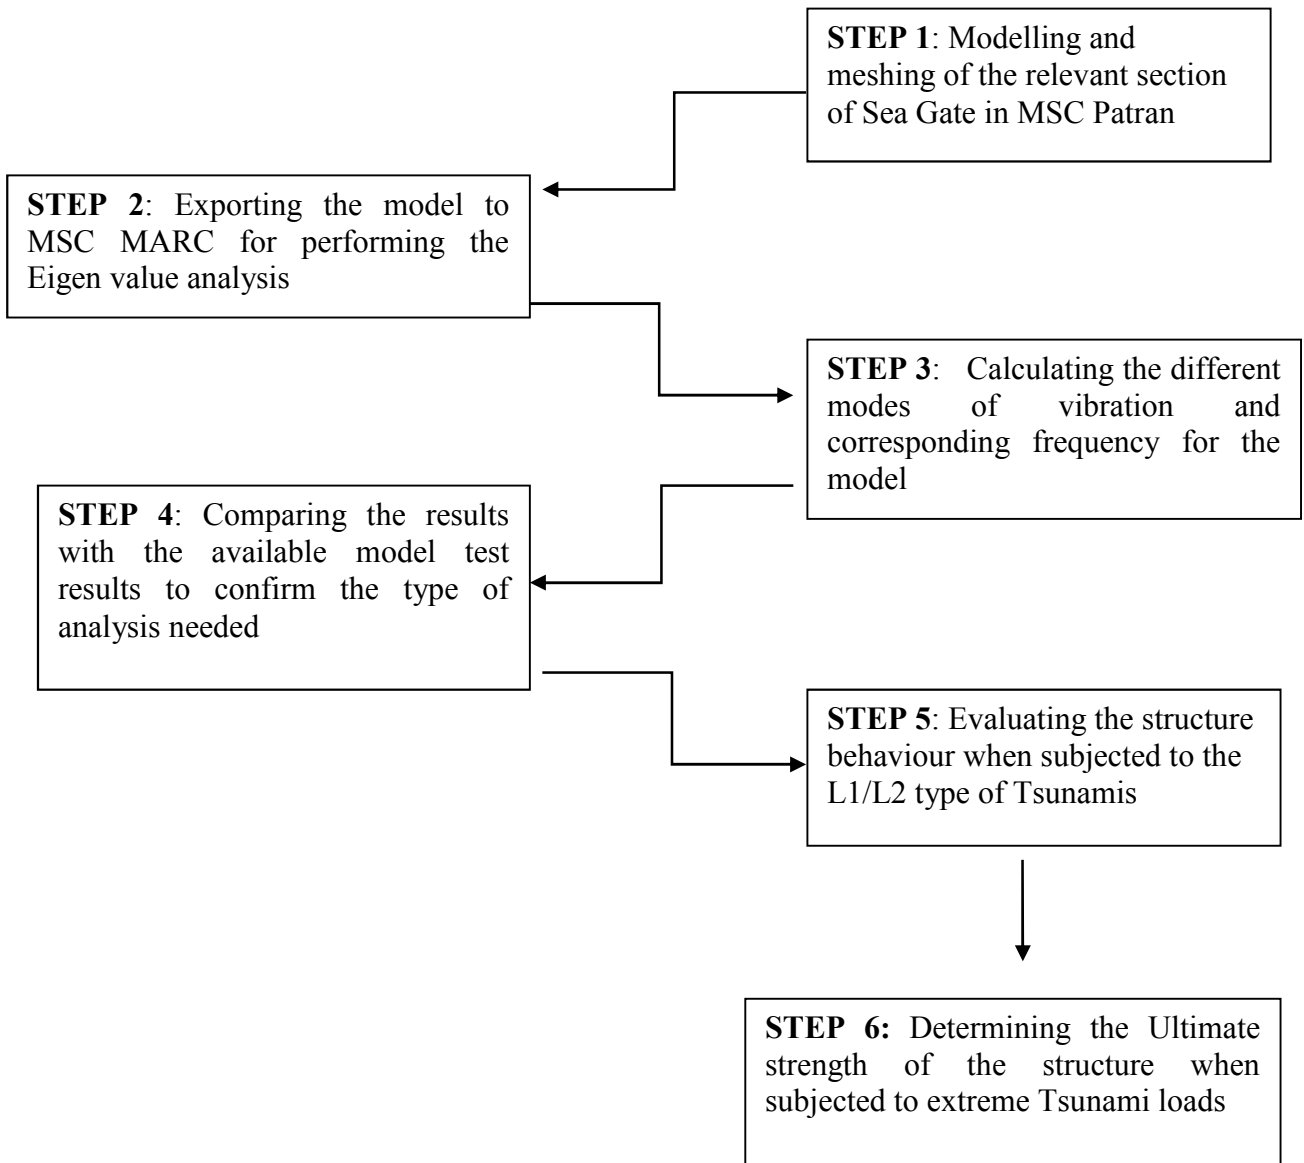 STEP 1: Modelling and
meshing of the relevant section
of Sea Gate in MSC Patran
STEP 2: Exporting the model to
MSC MARC for performing the
Eigen value analysis
STEP 3: Calculating the different
modes of vibration and
corresponding frequency for the
model
STEP 4: Comparing the results
with the available model test
results to confirm the type of
analysis needed
STEP 5: Evaluating the structure
behaviour when subjected to the
L1/L2 type of Tsunamis
STEP 6: Determining the Ultimate
strength of the structure when
subjected to extreme Tsunami loads